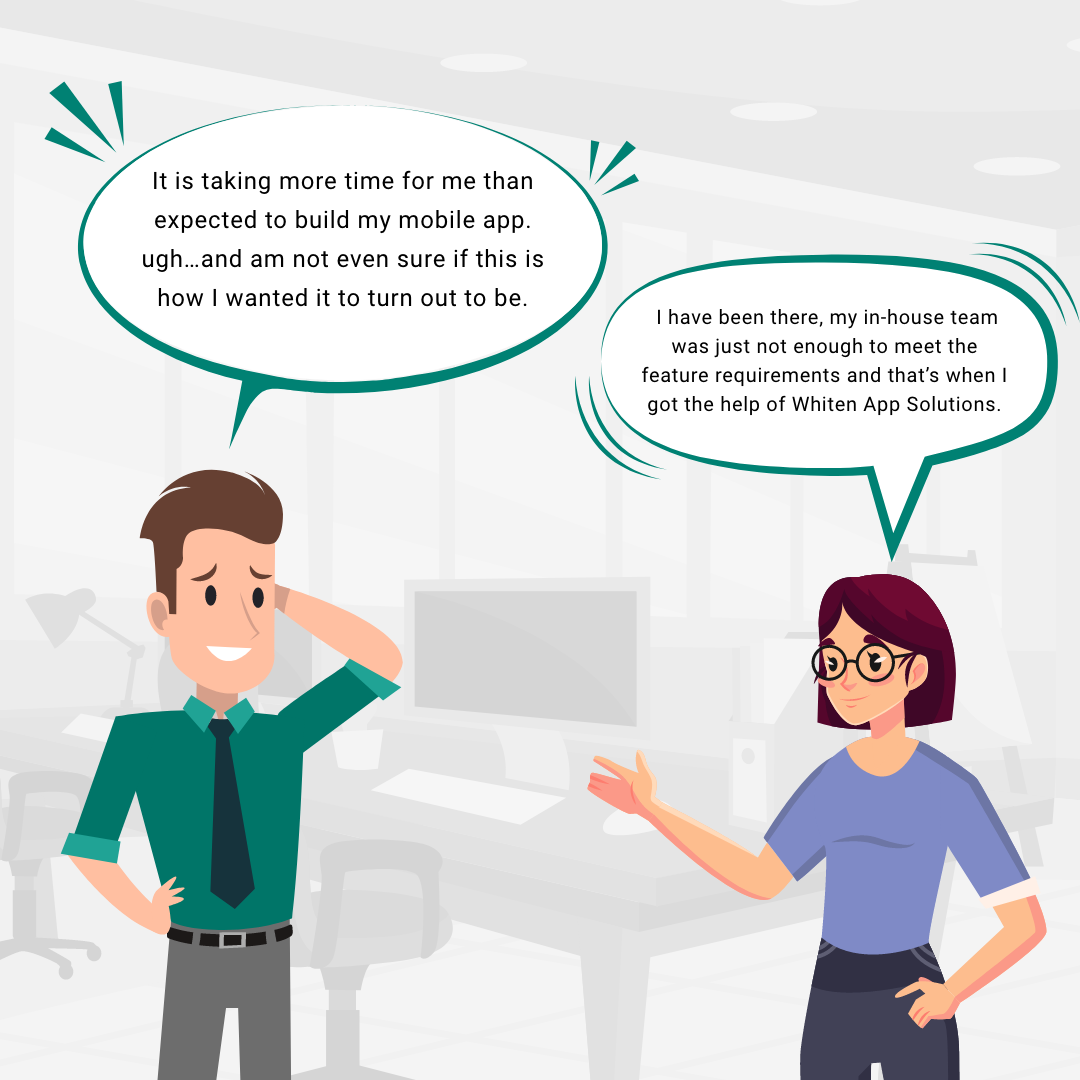 It is taking more time for me than
expected to build my mobile app.
ugh...and am not even sure if this is
how I wanted it to turn out to be.
I have been there, my in-house team
was just not enough to meet the
feature requirements and that’s when I
got the help of Whiten App Solutions.